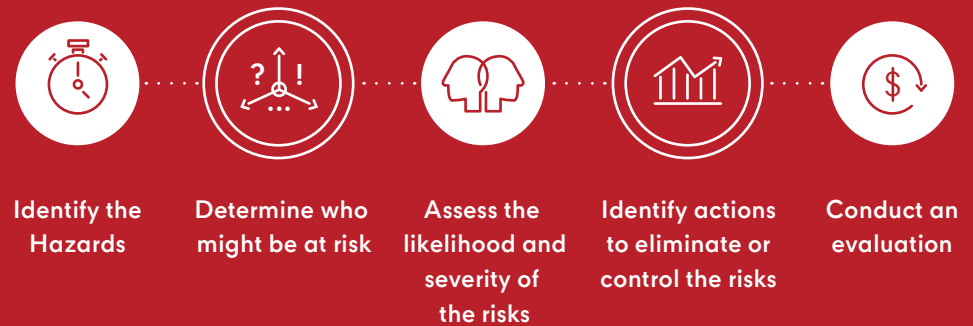 ? !
...
$
Identify the
Hazards
Determine who
might be at risk
Assess the
likelihood and
severity of
the risks
Identify actions
to eliminate or
control the risks
Conduct an
evaluation